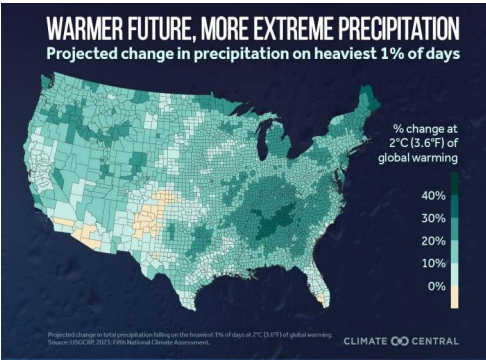 WARMER FUTURE, MORE EXTREME PRECIPITATION
Projected change in precipitation on heaviest 1% of days
% change at
2°C (3.6°F) of
global warming
40%
30%
20%
10%
0%
Projected change in total precipitation falling on the heaviest 1% of days at 2°C (3.6°F) of global warming.
Source: USGCRP, 2023: Fifth National Climate Assessment.
CLIMATE CENTRAL